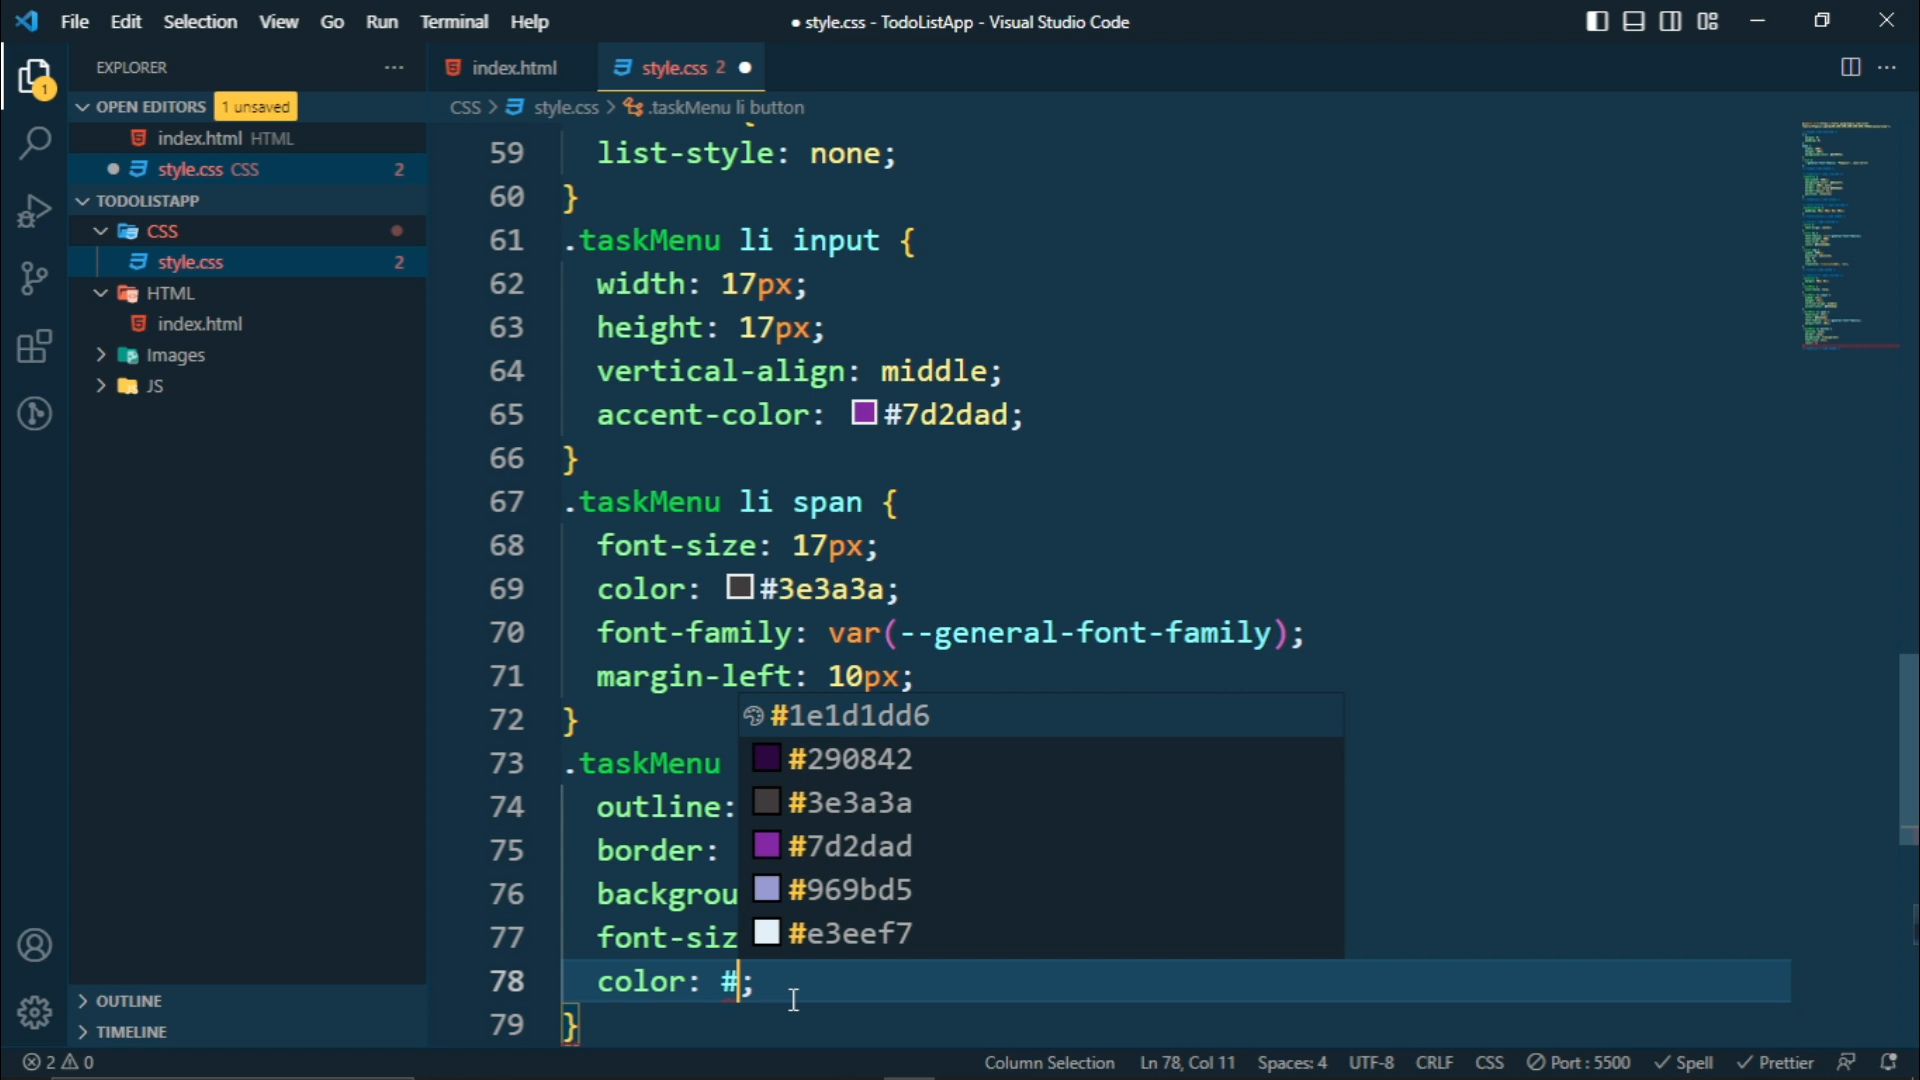 File Edit Selection View Go Run Terminal Help
● style.css - TodoListApp - Visual Studio Code
EXPLORER
OPEN EDITORS 1 unsaved
index.html HTML
style.css CSS 2
TODOLISTAPP
CSS
style.css 2
HTML
index.html
Images
JS
OUTLINE
TIMELINE
1
index.html
style.css 2
CSS > style.css > .taskMenu li button
59 list-style: none;
60 }
61 .taskMenu li input {
62 width: 17px;
63 height: 17px;
64 vertical-align: middle;
65 accent-color: #7d2dad;
66 }
67 .taskMenu li span {
68 font-size: 17px;
69 color: #3e3a3a;
70 font-family: var(--general-font-family);
71 margin-left: 10px;
72 }
73 .taskMenu
74 outline:
75 border:
76 backgrou
77 font-siz
78 color: #;
79 }
#1e1d1dd6
#290842
#3e3a3a
#7d2dad
#969bd5
#e3eef7
2 0
Column Selection Ln 78, Col 11 Spaces: 4 UTF-8 CRLF CSS Port : 5500 Spell Prettier